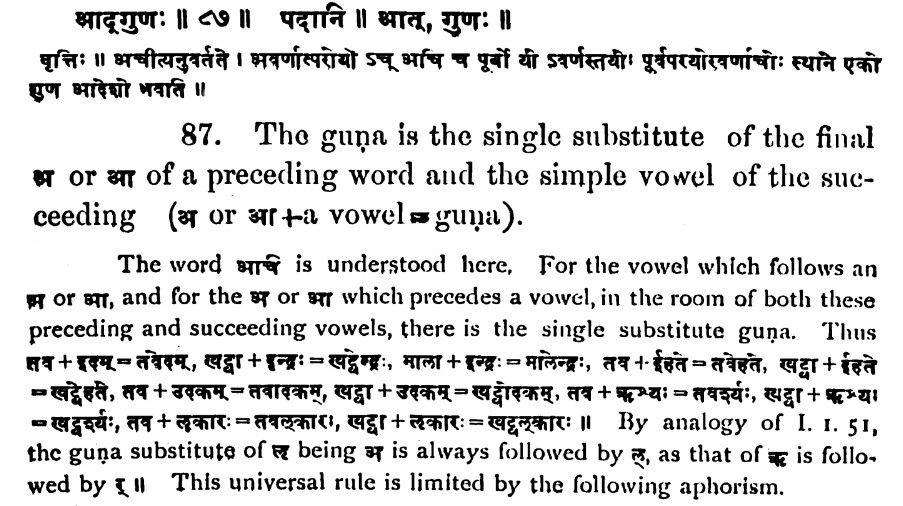 आद्गुणः ॥ ८७ ॥ पदानि ॥ आत्, गुणः ॥
वृत्तिः ॥ अचीत्यनुवर्तते । अवर्णात्परोयो ऽच् अचि च पूर्वो यो ऽवर्णस्तयोः पूर्वपरयोरवर्णाचोः स्थाने एको
गुण आदेशो भवति ॥
87. The guṇa is the single substitute of the final
अ or आ of a preceding word and the simple vowel of the suc-
ceeding (अ or आ+a vowel=guṇa).
The word अचि is understood here. For the vowel which follows an
अ or आ, and for the अ or आ which precedes a vowel, in the room of both these
preceding and succeeding vowels, there is the single substitute guṇa. Thus
तव + इदम् = तवेदम्, खट्वा + इन्द्रः = खट्वेन्द्रः, माला + इन्द्रः = मालेन्द्रः, तव + ईहते = तवेहते, खट्वा + ईहते
= खट्वेहते, तव + उदकम् = तवोदकम्, खट्वा + उदकम् = खट्वोदकम्, तव + ऋश्यः = तवर्श्यः, खट्वा + ऋश्यः
= खट्वर्श्यः, तव + लृकारः = तवल्कारः, खट्वा + लृकारः = खट्वल्कारः ॥ By analogy of I. 1. 51,
the guṇa substitute of लृ being अ is always followed by ल्, as that of ऋ is follo-
wed by र् ॥ This universal rule is limited by the following aphorism.